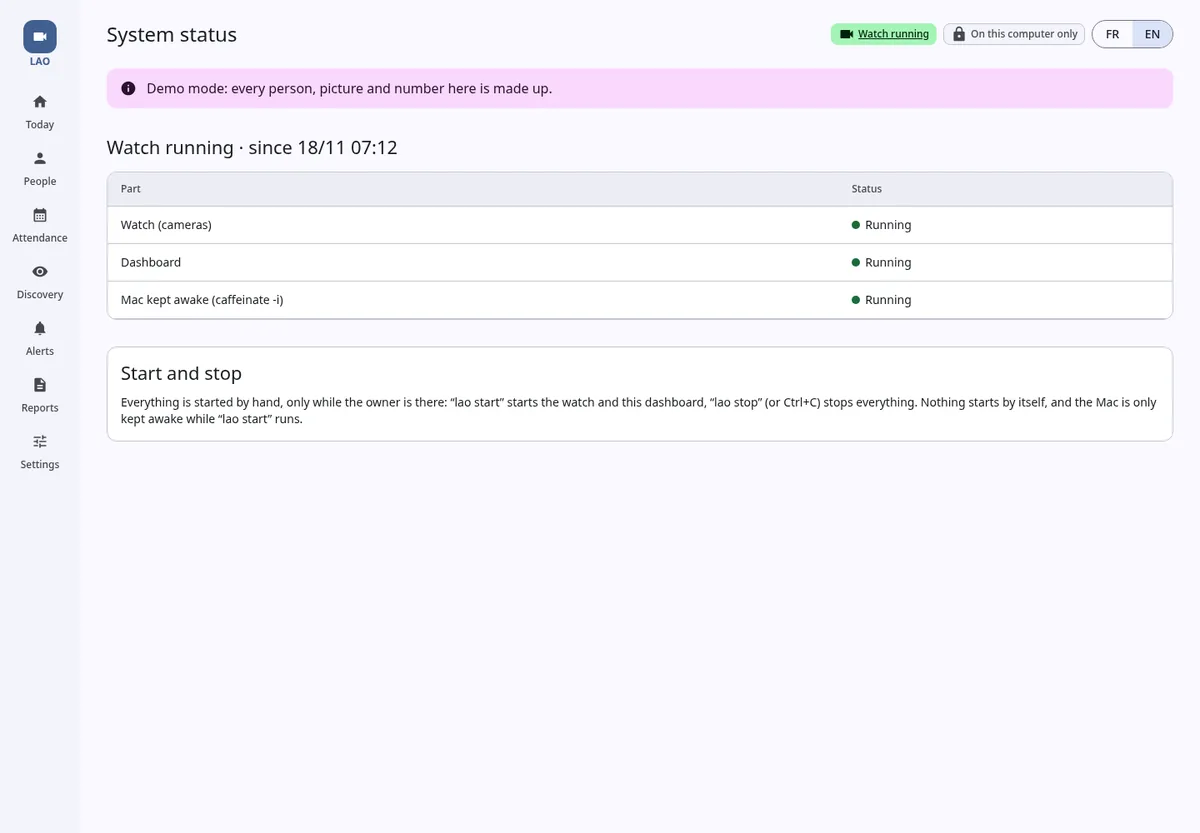 LAO
Today
People
Attendance
Discovery
Alerts
Reports
Settings
System status
Watch running
On this computer only
FR
EN
Demo mode: every person, picture and number here is made up.
Watch running · since 18/11 07:12
Part Status
Watch (cameras) Running
Dashboard Running
Mac kept awake (caffeinate -i) Running
Start and stop
Everything is started by hand, only while the owner is there: “lao start” starts the watch and this dashboard, “lao stop” (or Ctrl+C) stops everything. Nothing starts by itself, and the Mac is only
kept awake while “lao start” runs.